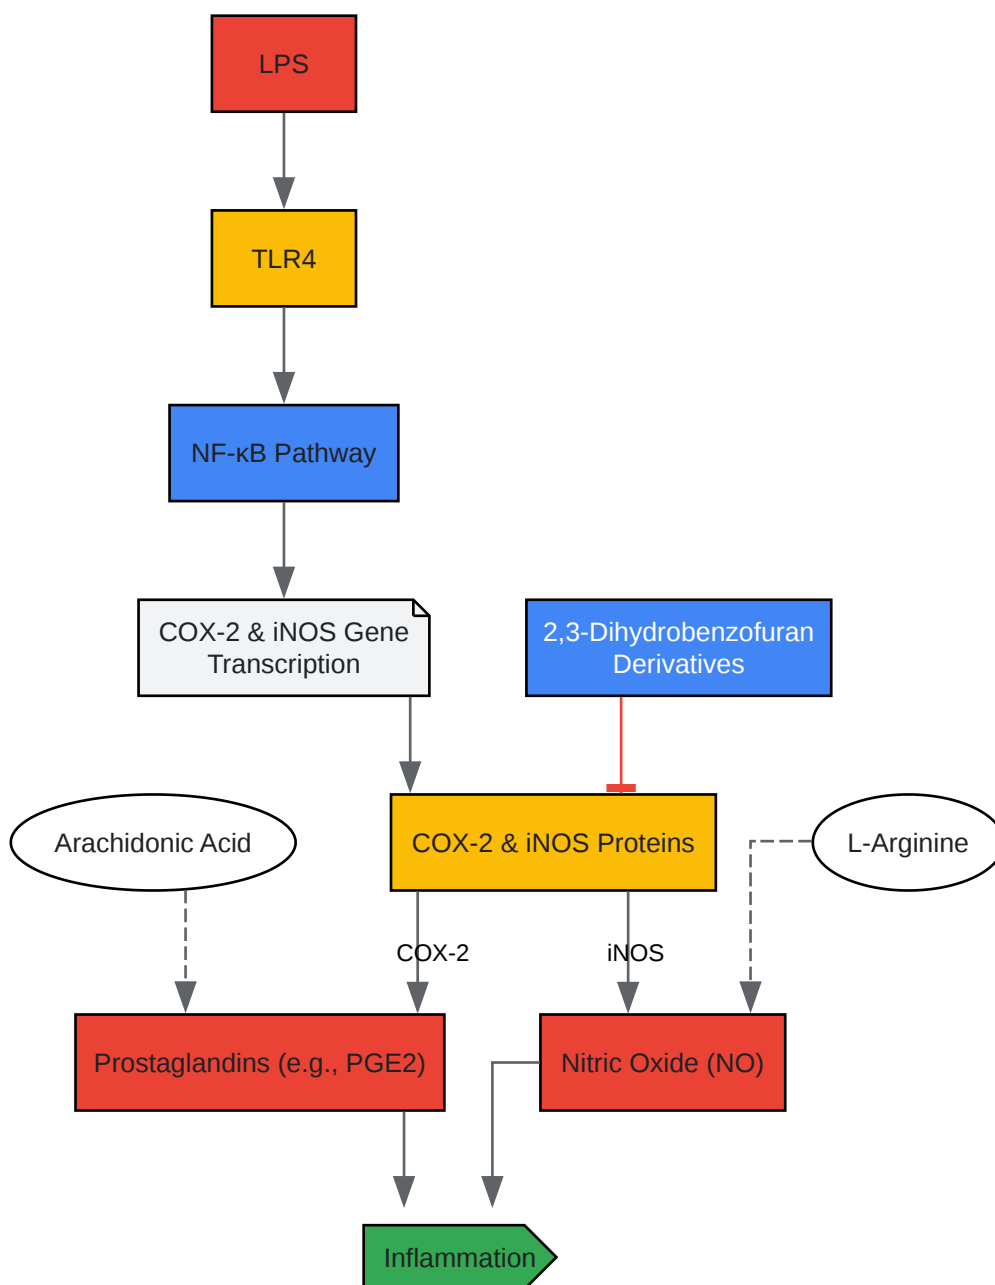 LPS
TLR4
NF-κB Pathway
COX-2 & iNOS Gene
Transcription
2,3-Dihydrobenzofuran
Derivatives
Arachidonic Acid
COX-2 & iNOS Proteins
L-Arginine
COX-2
iNOS
Prostaglandins (e.g., PGE2)
Nitric Oxide (NO)
Inflammation